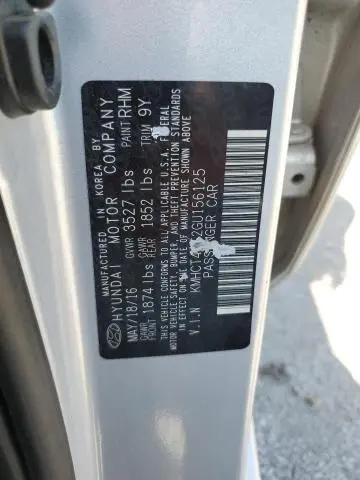 MANUFACTURED IN KOREA BY
HYUNDAI MOTOR COMPANY
MAY/18/16 GVWR 3527 lbs PAINT RHM
GAWR FRONT 1874 lbs GAWR REAR 1852 lbs TRIM 9Y
THIS VEHICLE CONFORMS TO ALL APPLICABLE U.S.A. FEDERAL
MOTOR VEHICLE SAFETY, BUMPER, AND THEFT PREVENTION STANDARDS
IN EFFECT ON THE DATE OF MANUFACTURE SHOWN ABOVE.
V.I.N
PASSENGER CAR